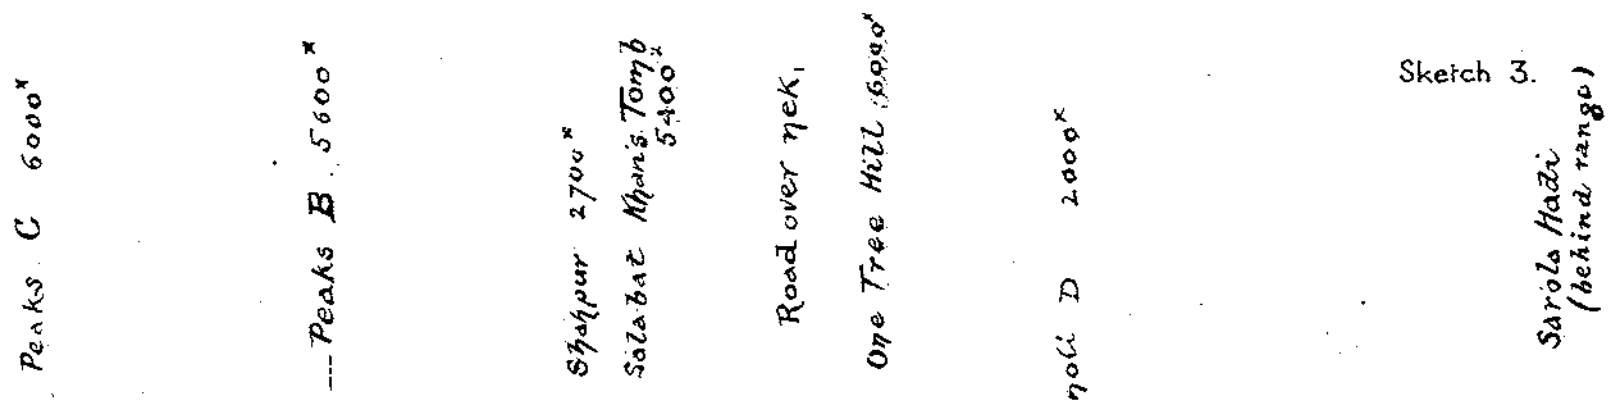 Sketch 3.
Peaks C 6000ˣ
Peaks B. 5600ˣ
Shahpur 2700ˣ
Salabat Khan's Tomb
5400ˣ
Road over nek,
One Tree Hill 6000ˣ
D 2000ˣ
Sarola Hadi
(behind range)